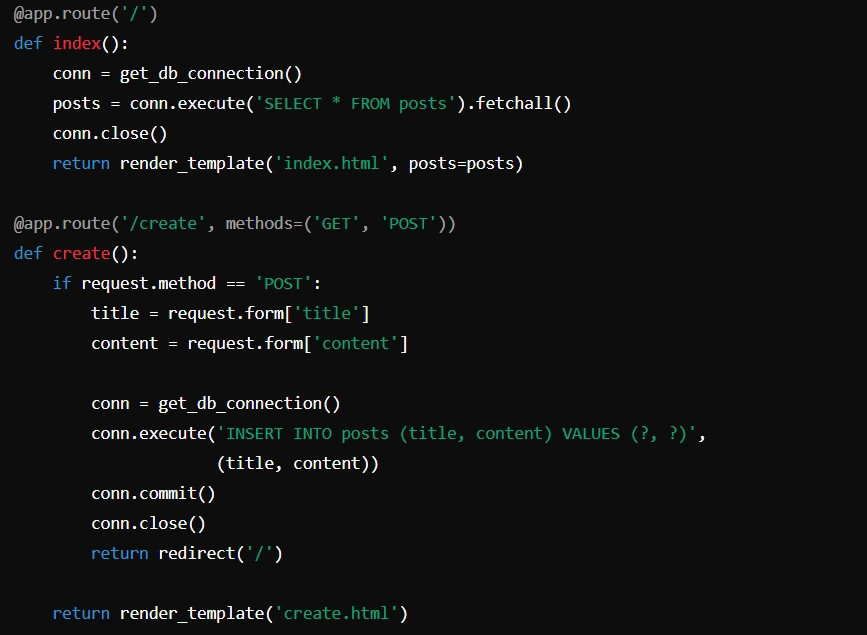 @app.route('/')
def index():
    conn = get_db_connection()
    posts = conn.execute('SELECT * FROM posts').fetchall()
    conn.close()
    return render_template('index.html', posts=posts)

@app.route('/create', methods=('GET', 'POST'))
def create():
    if request.method == 'POST':
        title = request.form['title']
        content = request.form['content']

        conn = get_db_connection()
        conn.execute('INSERT INTO posts (title, content) VALUES (?, ?)',
                     (title, content))
        conn.commit()
        conn.close()
        return redirect('/')

    return render_template('create.html')